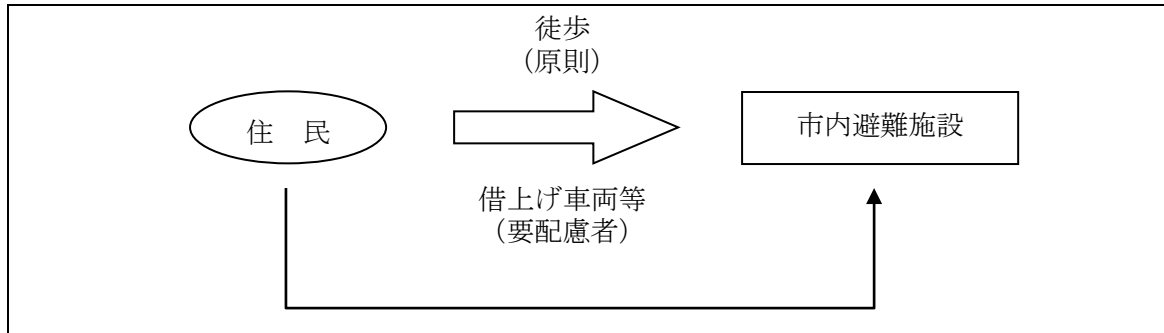 徒歩
（原則）
住　民
市内避難施設
借上げ車両等
（要配慮者）